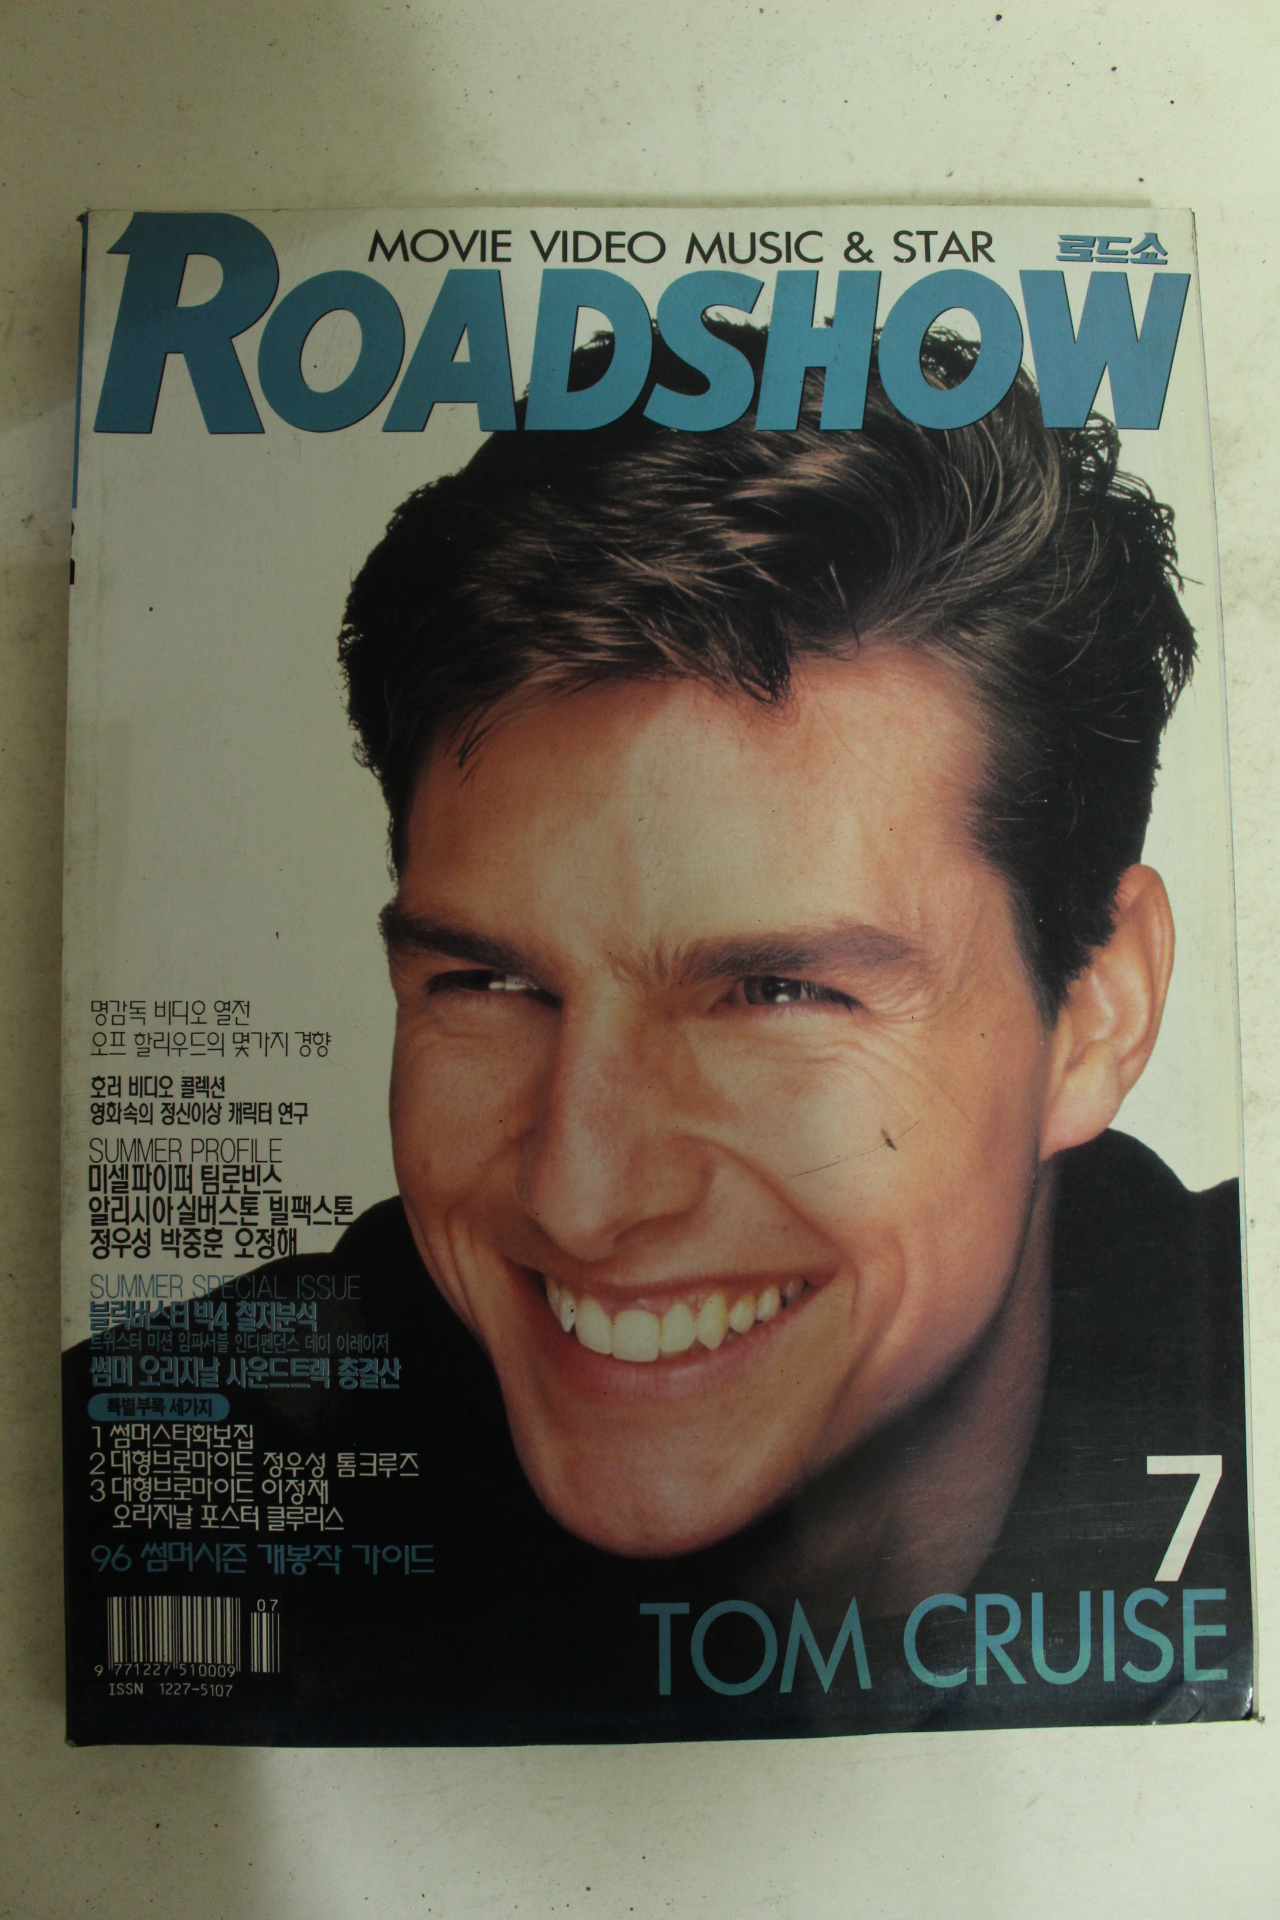 MOVIE VIDEO MUSIC & STAR
로드쇼
ROADSHOW
명감독 비디오 열전
오프 할리우드의 몇가지 경향
호러 비디오 콜렉션
영화속의 정신이상 캐릭터 연구
SUMMER PROFILE
미셸파이퍼 팀로빈스
알리시아실버스톤 빌팩스톤
정우성 박중훈 오정해
SUMMER SPECIAL ISSUE
블럭버스터빅4 철저분석
트위스터 미션 임파서블 인디펜던스 데이 이레이저
썸머 오리지날 사운드트랙 총결산
특별부록 세가지
1 썸머스타화보집
2 대형브로마이드 정우성 톰크루즈
3 대형브로마이드 이정재
오리지날 포스터 클루리스
96 썸머시즌 개봉작 가이드
7
TOM CRUISE
07
9 771227 510009
ISSN 1227-5107